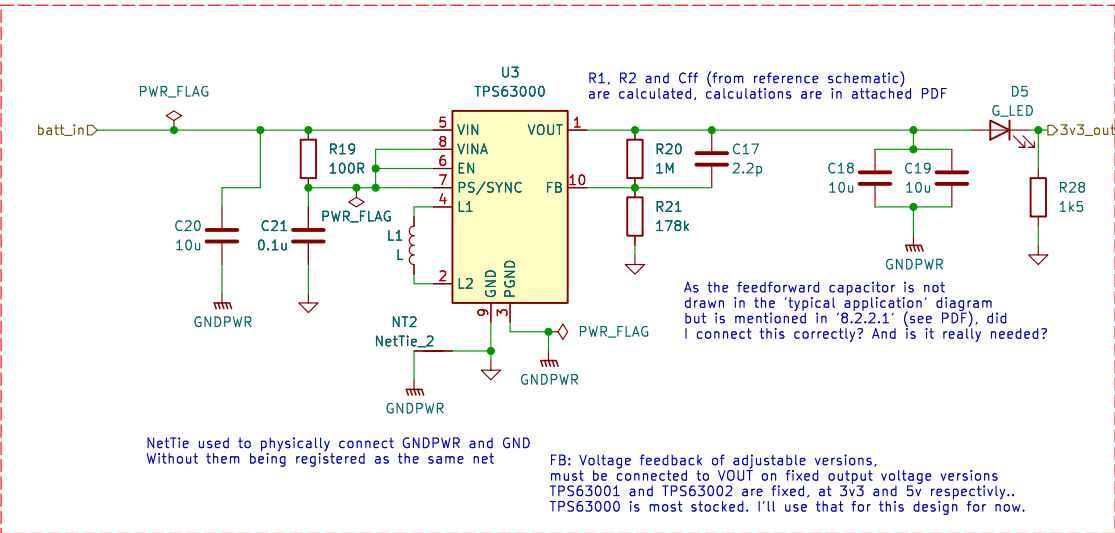 U3
TPS63000
R1, R2 and Cff (from reference schematic)
are calculated, calculations are in attached PDF
PWR_FLAG
D5
G_LED
batt_in
5
VIN
VOUT
1
3v3_out
8
VINA
R19
100R
6
EN
R20
1M
C17
2.2p
7
PS/SYNC
FB
10
C18
10u
C19
10u
4
L1
PWR_FLAG
R21
178k
R28
1k5
C20
10u
C21
0.1u
L1
L
2
L2
GND
PGND
9
3
GNDPWR
GNDPWR
As the feedforward capacitor is not
drawn in the 'typical application' diagram
but is mentioned in '8.2.2.1' (see PDF), did
I connect this correctly? And is it really needed?
NT2
NetTie_2
PWR_FLAG
GNDPWR
GNDPWR
NetTie used to physically connect GNDPWR and GND
Without them being registered as the same net
FB: Voltage feedback of adjustable versions,
must be connected to VOUT on fixed output voltage versions
TPS63001 and TPS63002 are fixed, at 3v3 and 5v respectivly..
TPS63000 is most stocked. I'll use that for this design for now.